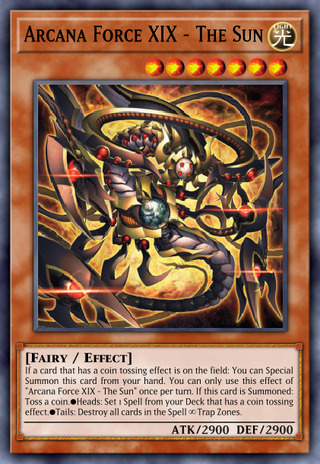 ARCANA FORCE XIX - THE SUN
LIGHT
光
[FAIRY / EFFECT]
If a card that has a coin tossing effect is on the field: You can Special
Summon this card from your hand. You can only use this effect of
"Arcana Force XIX - The Sun" once per turn. If this card is Summoned:
Toss a coin.●Heads: Set 1 Spell from your Deck that has a coin tossing
effect.●Tails: Destroy all cards in the Spell ∞ Trap Zones.
ATK/2900 DEF/2900